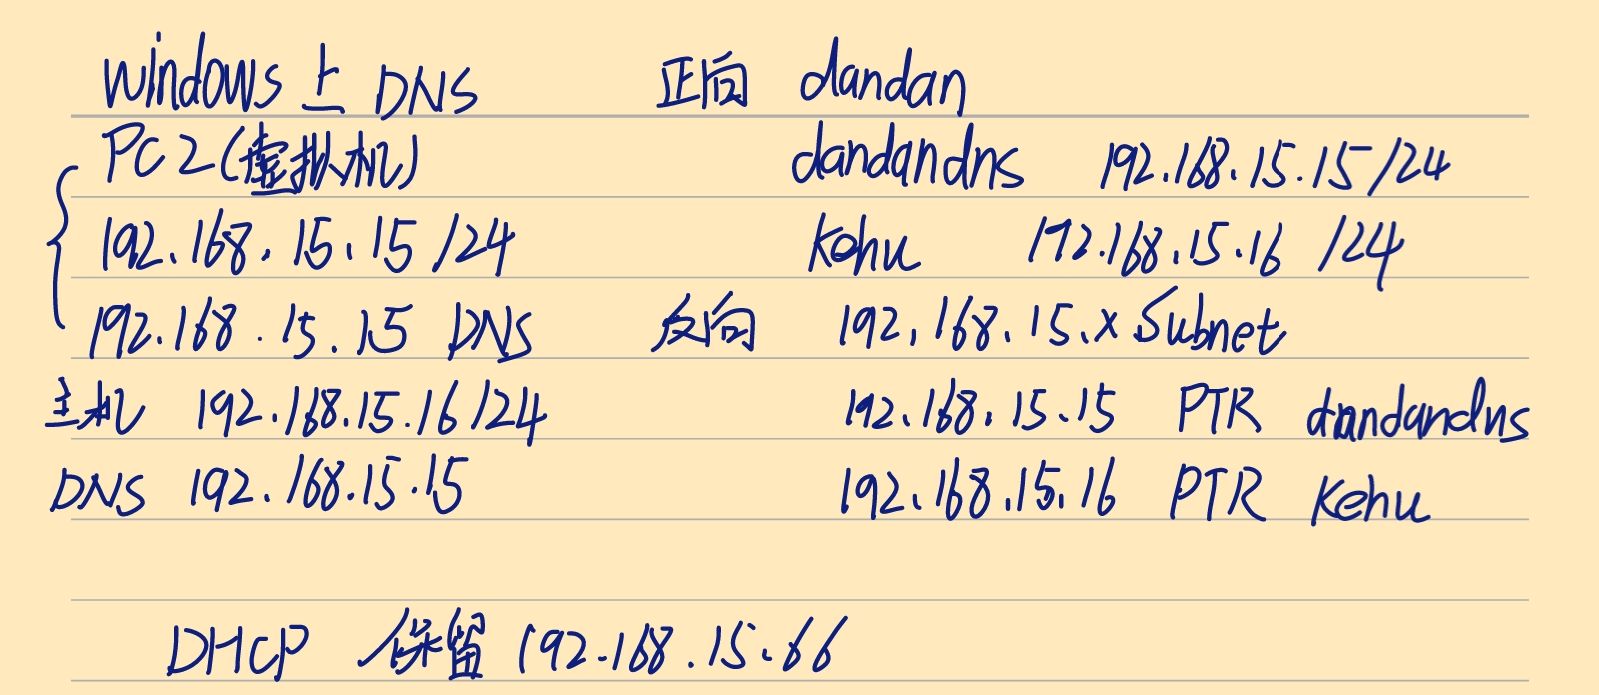 windows上 DNS 正向 dandan
PC2(虚拟机) dandandns 192.168.15.15/24
192.168.15.15/24 kehu 192.168.15.16/24
192.168.15.15 DNS 反向 192.168.15.x Subnet
主机 192.168.15.16/24 192.168.15.15 PTR dandandns
DNS 192.168.15.15 192.168.15.16 PTR kehu
DHCP 保留 192.168.15.66